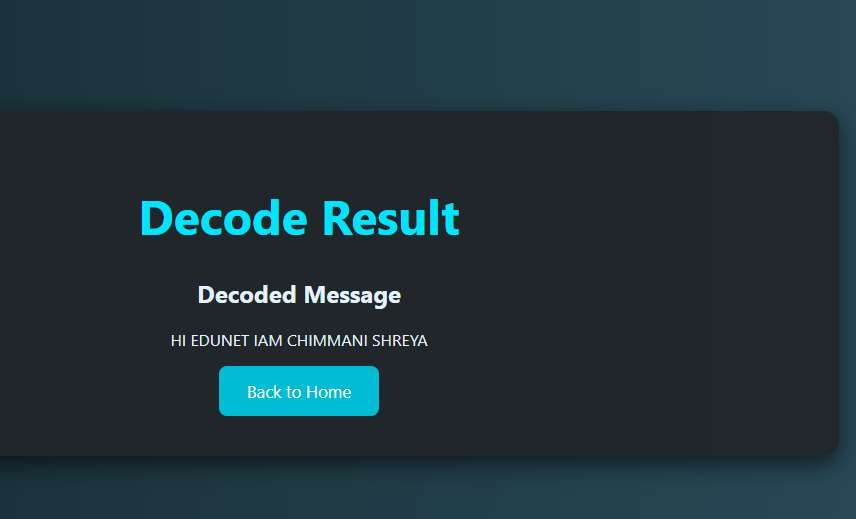 Decode Result
Decoded Message
HI EDUNET IAM CHIMMANI SHREYA
Back to Home